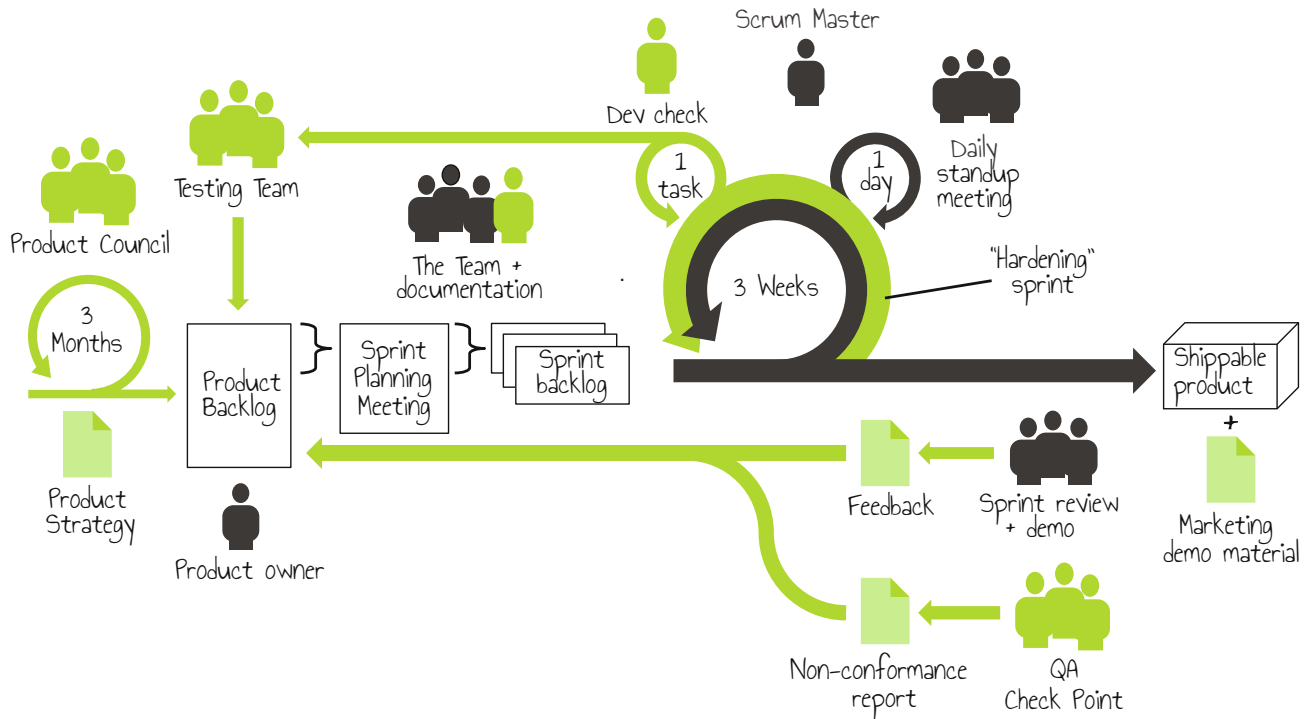 Scrum Master
Dev check
Daily
standup
meeting
1
task
1
day
Testing Team
Product Council
The Team +
documentation
"Hardening"
sprint
3 Weeks
3
Months
Product
Backlog
Sprint
Planning
Meeting
Sprint
backlog
Shippable
product
+
Marketing
demo material
Product
Strategy
Product owner
Feedback
Sprint review
+ demo
Non-conformance
report
QA
Check Point